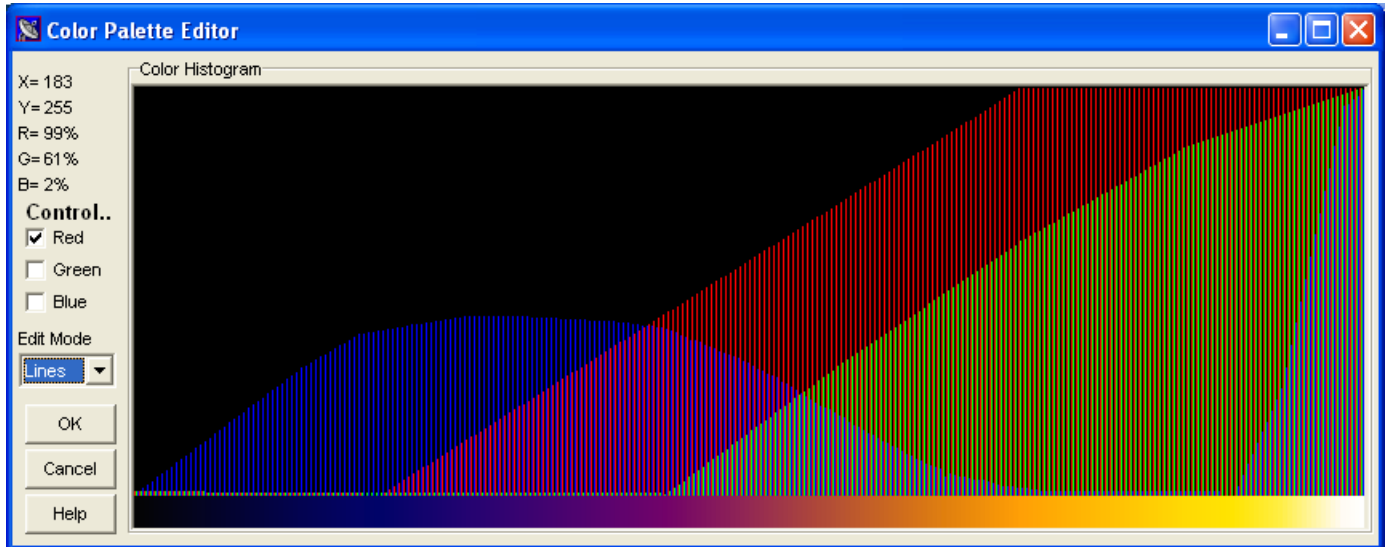 Color Palette Editor
Color Histogram
X= 183
Y= 255
R= 99%
G= 61%
B= 2%
Control..
Red
Green
Blue
Edit Mode
Lines
OK
Cancel
Help